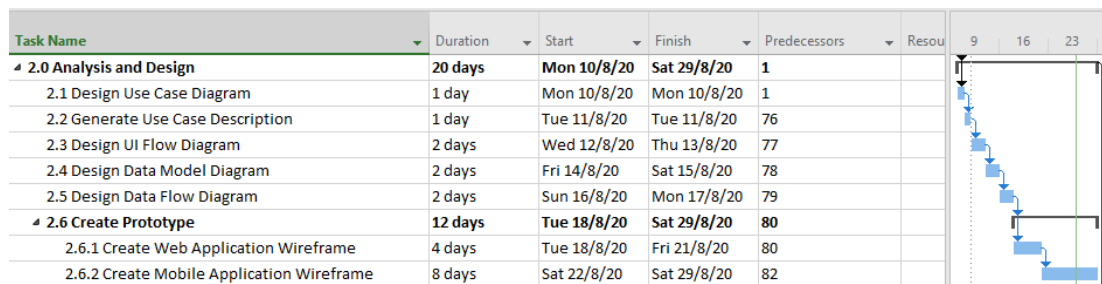 Task Name Duration Start Finish Predecessors Resou 9 16 23
2.0 Analysis and Design 20 days Mon 10/8/20 Sat 29/8/20 1
2.1 Design Use Case Diagram 1 day Mon 10/8/20 Mon 10/8/20 1
2.2 Generate Use Case Description 1 day Tue 11/8/20 Tue 11/8/20 76
2.3 Design UI Flow Diagram 2 days Wed 12/8/20 Thu 13/8/20 77
2.4 Design Data Model Diagram 2 days Fri 14/8/20 Sat 15/8/20 78
2.5 Design Data Flow Diagram 2 days Sun 16/8/20 Mon 17/8/20 79
2.6 Create Prototype 12 days Tue 18/8/20 Sat 29/8/20 80
2.6.1 Create Web Application Wireframe 4 days Tue 18/8/20 Fri 21/8/20 80
2.6.2 Create Mobile Application Wireframe 8 days Sat 22/8/20 Sat 29/8/20 82